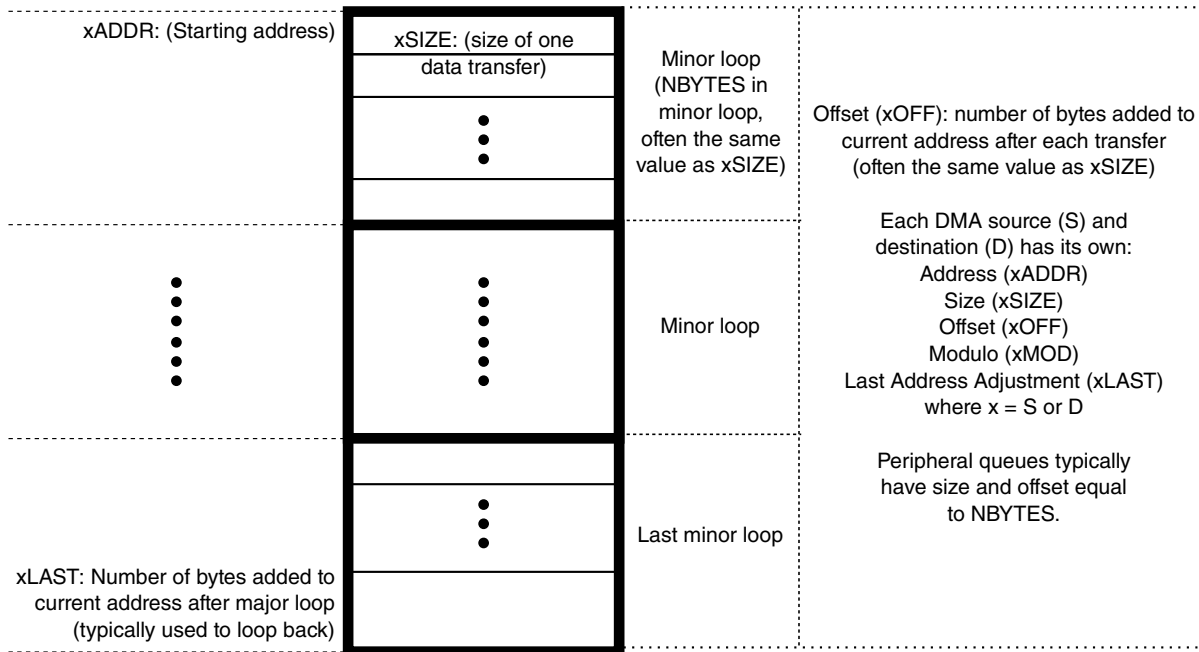 xADDR: (Starting address)
xSIZE: (size of one
data transfer)
Minor loop
(NBYTES in
minor loop,
often the same
value as xSIZE)
Offset (xOFF): number of bytes added to
current address after each transfer
(often the same value as xSIZE)
Each DMA source (S) and
destination (D) has its own:
Address (xADDR)
Size (xSIZE)
Offset (xOFF)
Modulo (xMOD)
Last Address Adjustment (xLAST)
where x = S or D
Peripheral queues typically
have size and offset equal
to NBYTES.
Minor loop
Last minor loop
xLAST: Number of bytes added to
current address after major loop
(typically used to loop back)